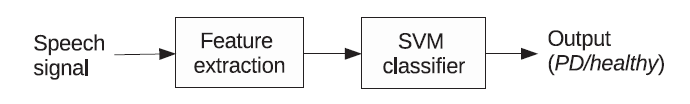 Speech
signal
Feature
extraction
SVM
classifier
Output
(PD/healthy)